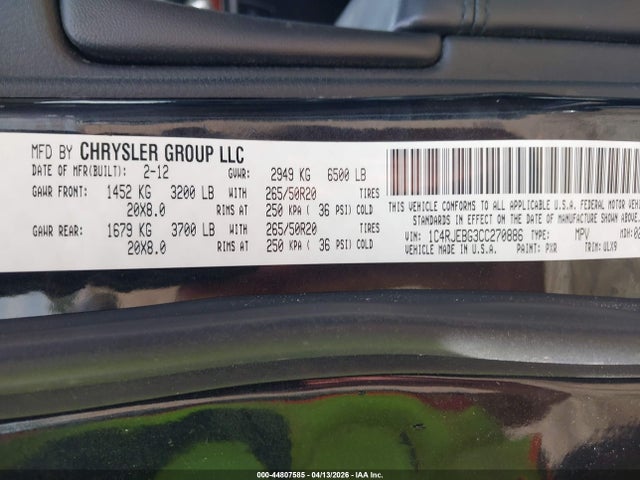 MFD BY CHRYSLER GROUP LLC
DATE OF MFR(BUILT): 2-12 GVWR: 2949 KG 6500 LB
GAWR FRONT: 1452 KG 3200 LB WITH 265/50R20 TIRES
20X8.0 RIMS AT 250 KPA ( 36 PSI) COLD
GAWR REAR: 1679 KG 3700 LB WITH 265/50R20 TIRES
20X8.0 RIMS AT 250 KPA ( 36 PSI) COLD
THIS VEHICLE CONFORMS TO ALL APPLICABLE U.S.A. FEDERAL MOTOR
STANDARDS IN EFFECT ON THE DATE OF MANUFACTURE SHOWN
VIN: 1C4RJEBG3CC270886 TYPE: MPV MDH:
VEHICLE MADE IN U.S.A. PAINT: PXR TRIM: ULX9
000-44807585 - 04/13/2026 - IAA Inc.